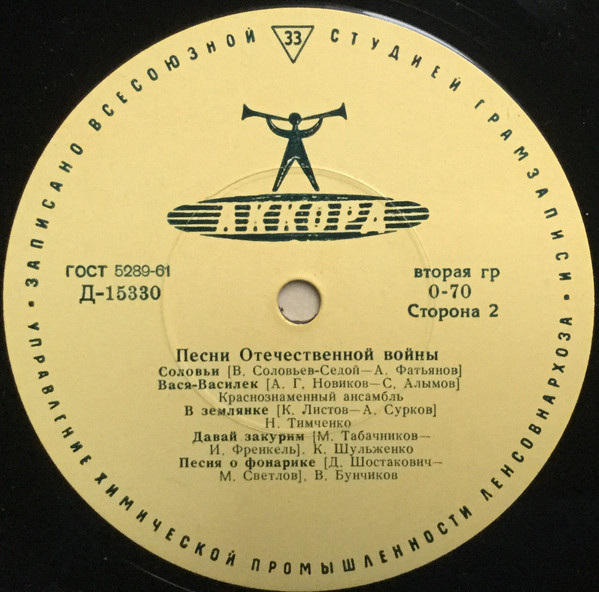 ЗАПИСАНО ВСЕСОЮЗНОЙ 33 СТУДИЕЙ ГРАМЗАПИСИ
АККОРД
ГОСТ 5289-61
Д-15330
вторая гр
0-70
Сторона 2
Песни Отечественной войны
Соловьи [В. Соловьев-Седой—А. Фатьянов]
Вася-Василек [А. Г. Новиков—С. Алымов]
Краснознаменный ансамбль
В землянке [К. Листов—А. Сурков]
Н. Тимченко
Давай закурим [М. Табачников—
И. Френкель], К. Шульженко
Песня о фонарике [Д. Шостакович—
М. Светлов], В. Бунчиков
• УПРАВЛЕНИЕ ХИМИЧЕСКОЙ ПРОМЫШЛЕННОСТИ ЛЕНСОВНАРХОЗА •